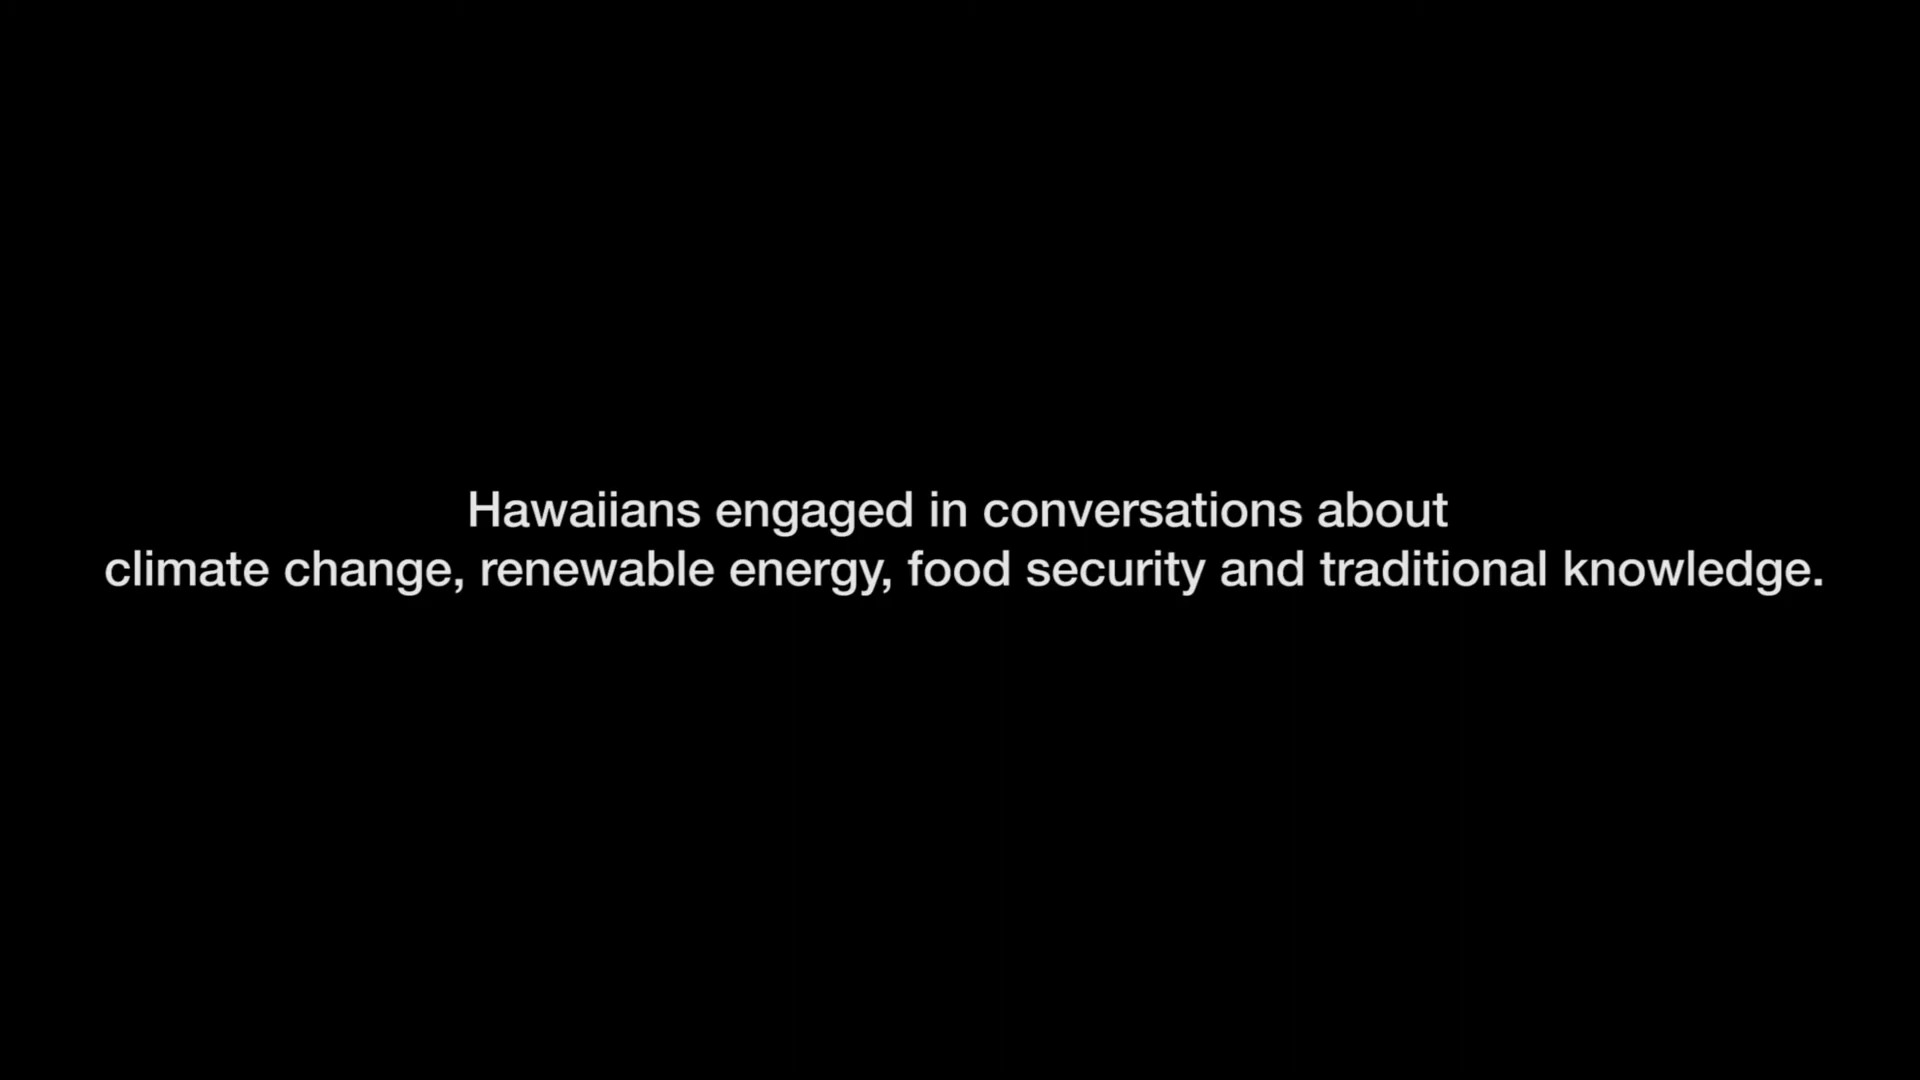 Hawaiians engaged in conversations about
climate change, renewable energy, food security and traditional knowledge.